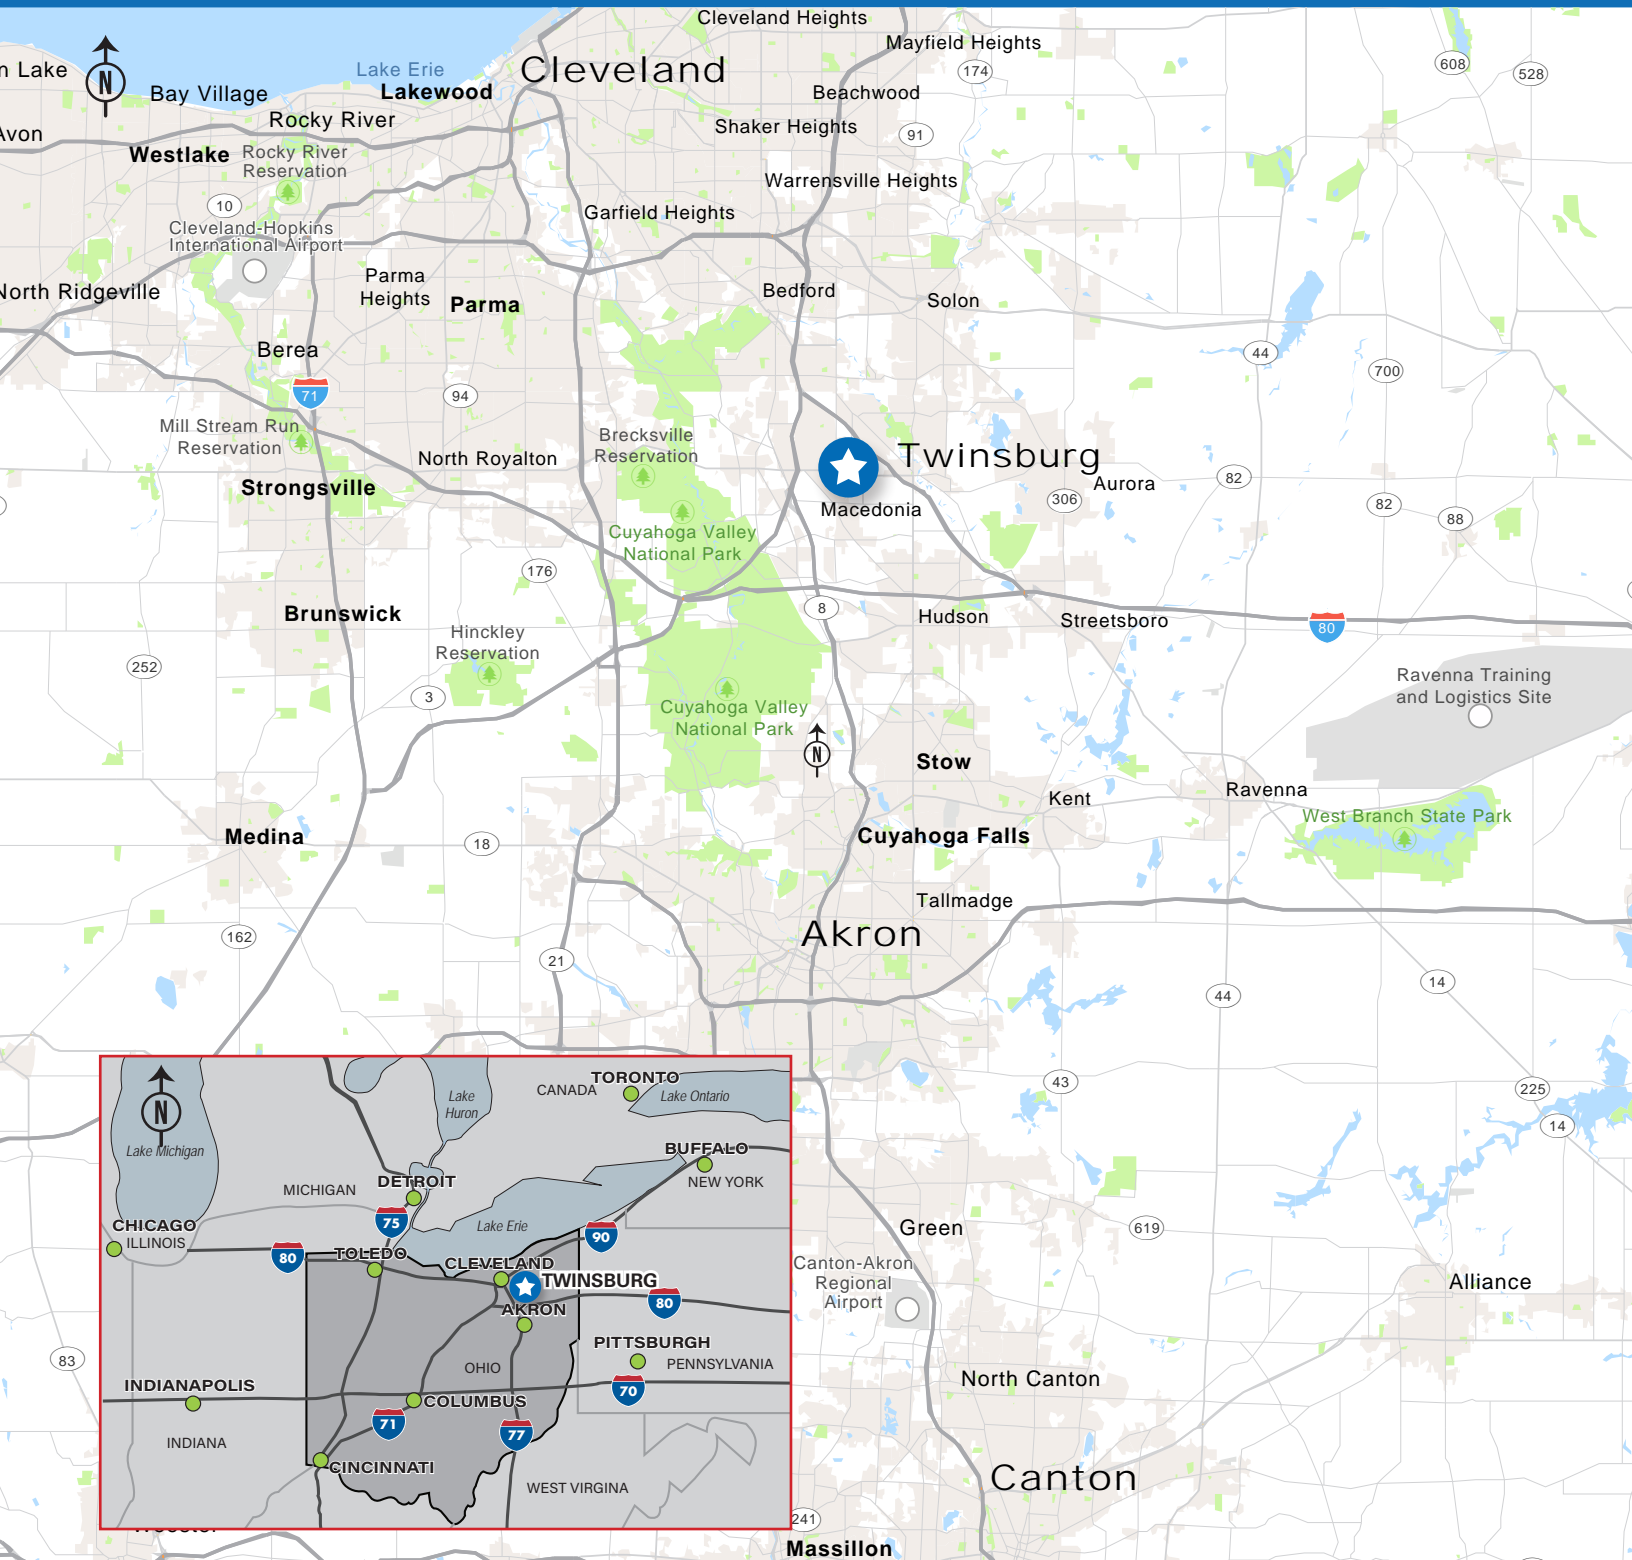 Cleveland Heights
Mayfield Heights
Cleveland
Lake Erie
n Lake
N
174
608
528
Bay Village
Lakewood
Beachwood
Rocky River
Shaker Heights
91
Avon
Westlake
Rocky River
Reservation
Warrensville Heights
10
Garfield Heights
Cleveland-Hopkins
International Airport
Parma
Heights
North Ridgeville
Parma
Bedford
Solon
Berea
44
700
71
94
Mill Stream Run
Reservation
Brecksville
Reservation
North Royalton
Twinsburg
Strongsville
Aurora
306
82
82
88
Macedonia
Cuyahoga Valley
National Park
176
Brunswick
8
Hudson
Streetsboro
80
Hinckley
Reservation
252
3
Ravenna Training
and Logistics Site
Cuyahoga Valley
National Park
N
Stow
Kent
Ravenna
West Branch State Park
Medina
18
Cuyahoga Falls
Tallmadge
Akron
162
21
14
44
43
225
14
Green
619
Canton-Akron
Regional
Airport
Alliance
83
North Canton
Canton
241
Massillon
N
Lake Michigan
Lake
Huron
CANADA
TORONTO
Lake Ontario
BUFFALO
NEW YORK
MICHIGAN
DETROIT
75
Lake Erie
CHICAGO
ILLINOIS
80
TOLEDO
CLEVELAND
90
TWINSBURG
80
AKRON
PITTSBURGH
PENNSYLVANIA
OHIO
INDIANAPOLIS
70
COLUMBUS
71
77
INDIANA
CINCINNATI
WEST VIRGINA